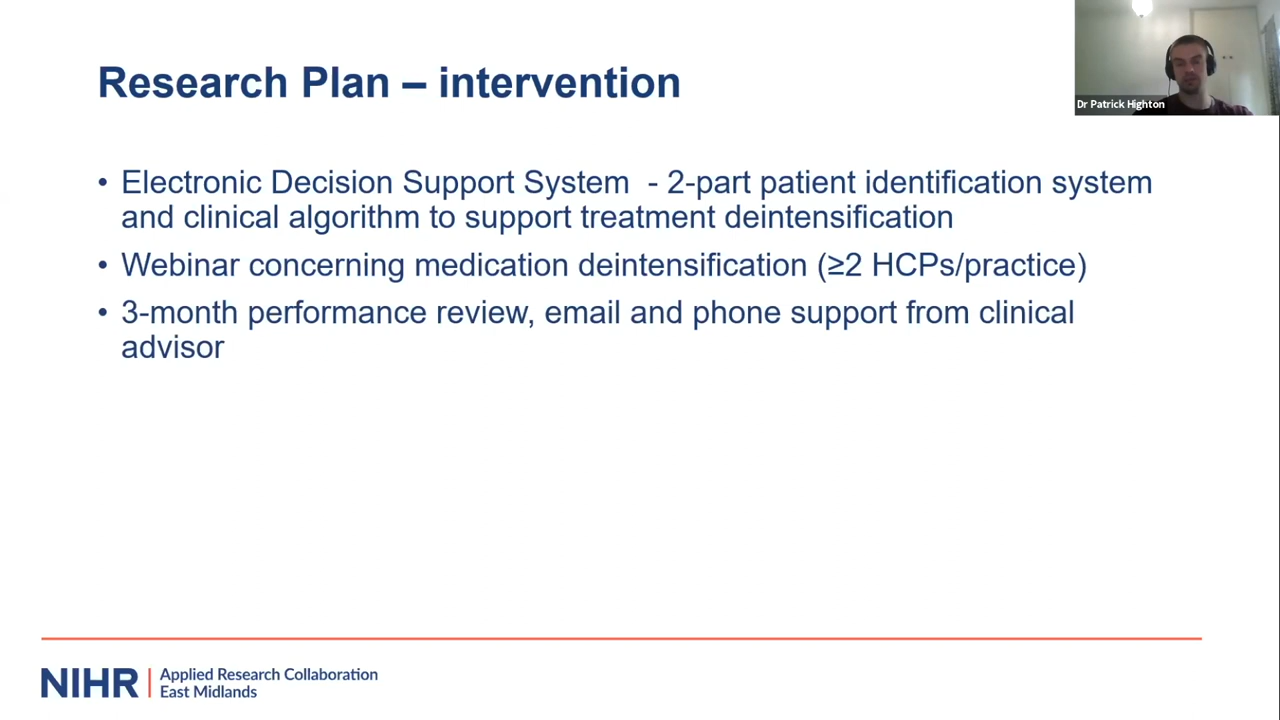 Research Plan – intervention
Dr Patrick Highton
• Electronic Decision Support System  - 2-part patient identification system
and clinical algorithm to support treatment deintensification
• Webinar concerning medication deintensification (≥2 HCPs/practice)
• 3-month performance review, email and phone support from clinical
advisor
NIHR | Applied Research Collaboration
East Midlands